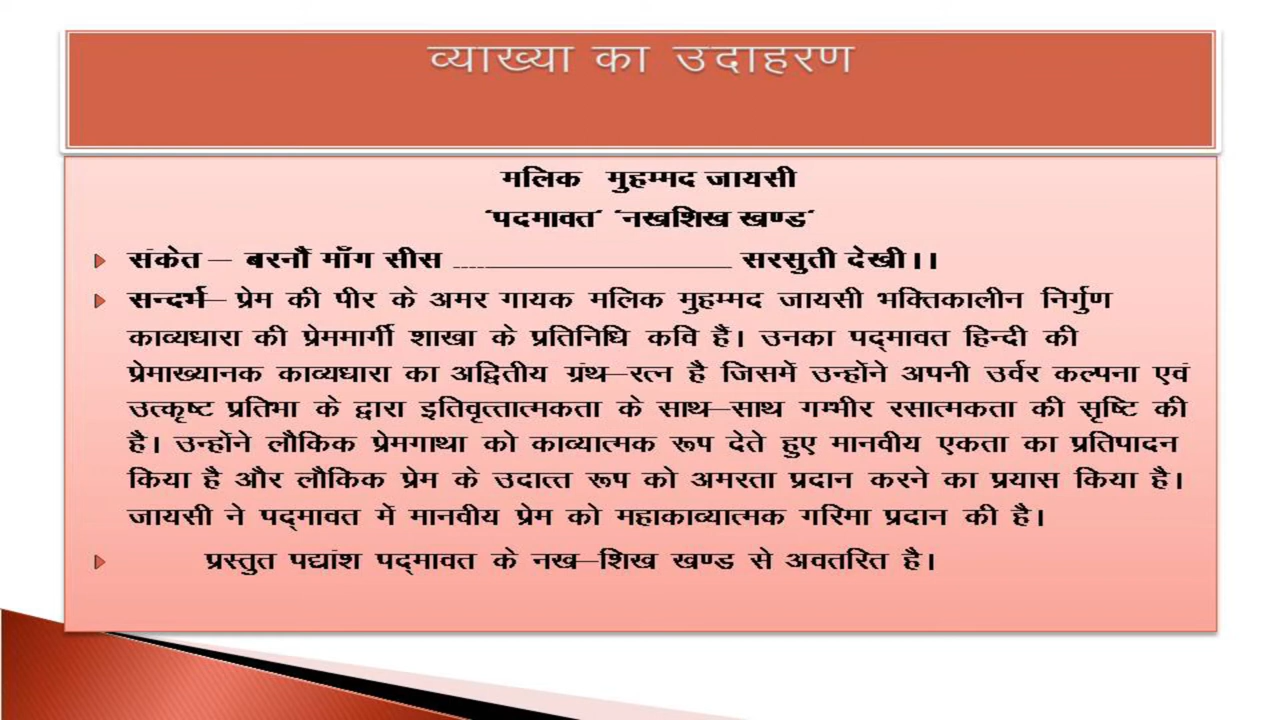 व्याख्या का उदाहरण
मलिक मुहम्मद जायसी
'पदमावत' 'नखशिख खण्ड'
संकेत – बरनौं माँग सीस ---- ____________________ सरसुती देखी।।
सन्दर्भ– प्रेम की पीर के अमर गायक मलिक मुहम्मद जायसी भक्तिकालीन निर्गुण
काव्यधारा की प्रेममार्गी शाखा के प्रतिनिधि कवि हैं। उनका पद्मावत हिन्दी की
प्रेमाख्यानक काव्यधारा का अद्वितीय ग्रंथ–रत्न है जिसमें उन्होंने अपनी उर्वर कल्पना एवं
उत्कृष्ट प्रतिभा के द्वारा इतिवृत्तात्मकता के साथ–साथ गम्भीर रसात्मकता की सृष्टि की
है। उन्होंने लौकिक प्रेमगाथा को काव्यात्मक रूप देते हुए मानवीय एकता का प्रतिपादन
किया है और लौकिक प्रेम के उदात्त रूप को अमरता प्रदान करने का प्रयास किया है।
जायसी ने पद्मावत में मानवीय प्रेम को महाकाव्यात्मक गरिमा प्रदान की है।
प्रस्तुत पद्यांश पद्मावत के नख–शिख खण्ड से अवतरित है।